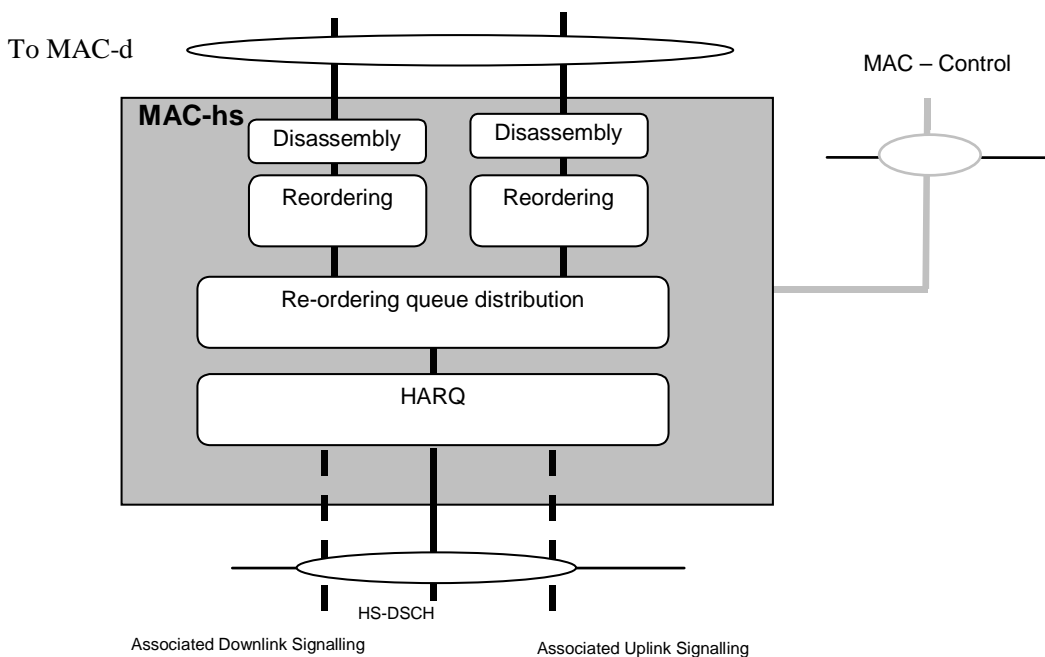 To MAC-d
MAC – Control
MAC-hs
Disassembly
Disassembly
Reordering
Reordering
Re-ordering queue distribution
HARQ
HS-DSCH
Associated Downlink Signalling
Associated Uplink Signalling